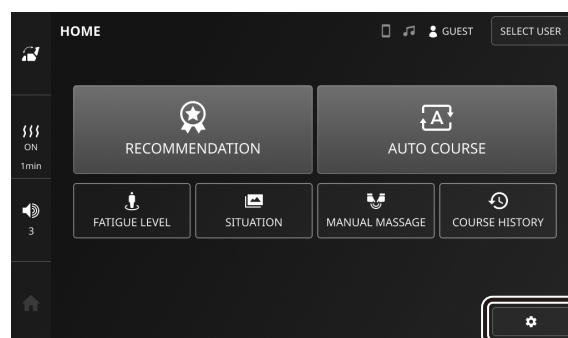 HOME
GUEST
SELECT USER
ON
1min
3
RECOMMENDATION
A
AUTO COURSE
FATIGUE LEVEL
SITUATION
MANUAL MASSAGE
COURSE HISTORY